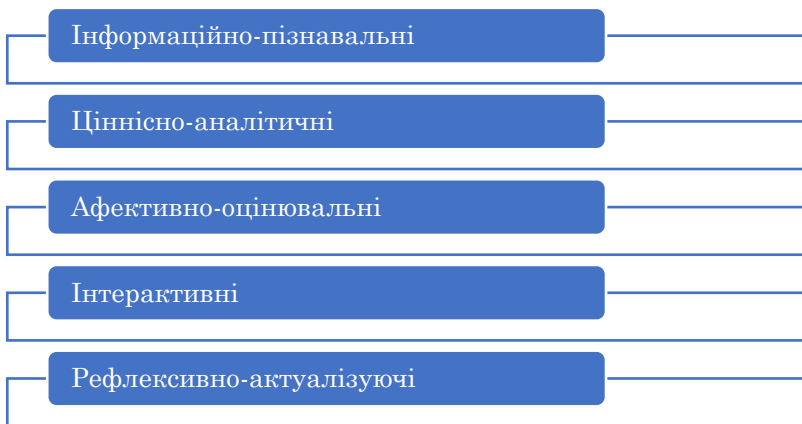 Інформаційно-пізнавальні
Ціннісно-аналітичні
Афективно-оцінювальні
Інтерактивні
Рефлексивно-актуалізуючі